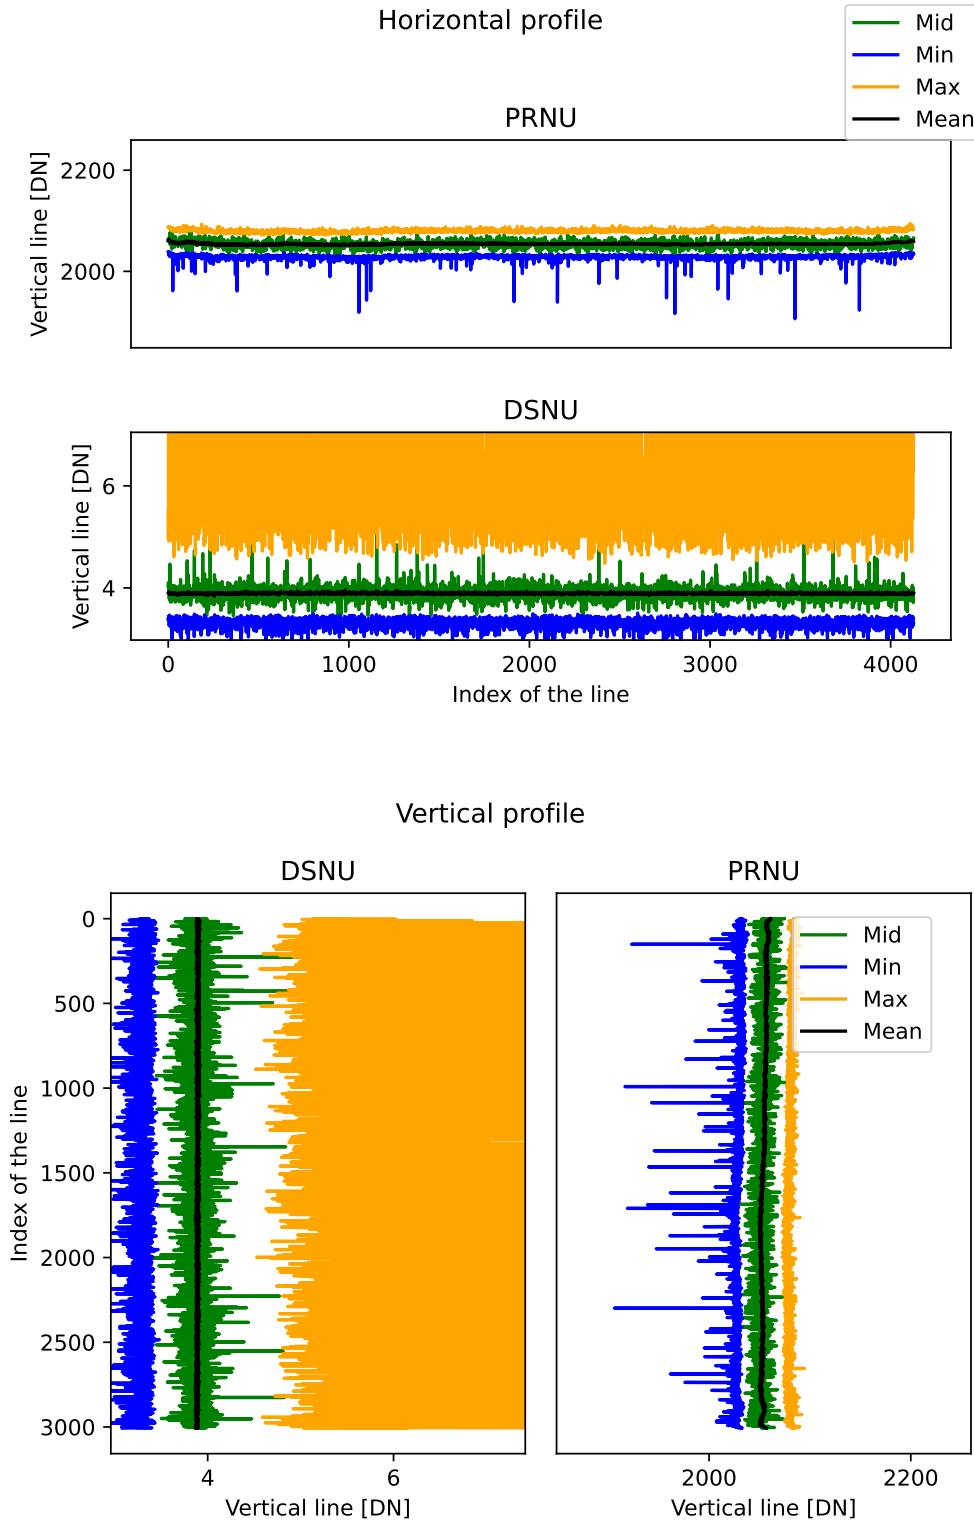 Horizontal profile
Mid
Min
Max
Mean
PRNU
Vertical line [DN]
2200
2000
DSNU
Vertical line [DN]
6
4
0
1000
2000
3000
4000
Index of the line
Vertical profile
DSNU
Index of the line
0
500
1000
1500
2000
2500
3000
4
6
Vertical line [DN]
PRNU
Mid
Min
Max
Mean
2000
2200
Vertical line [DN]